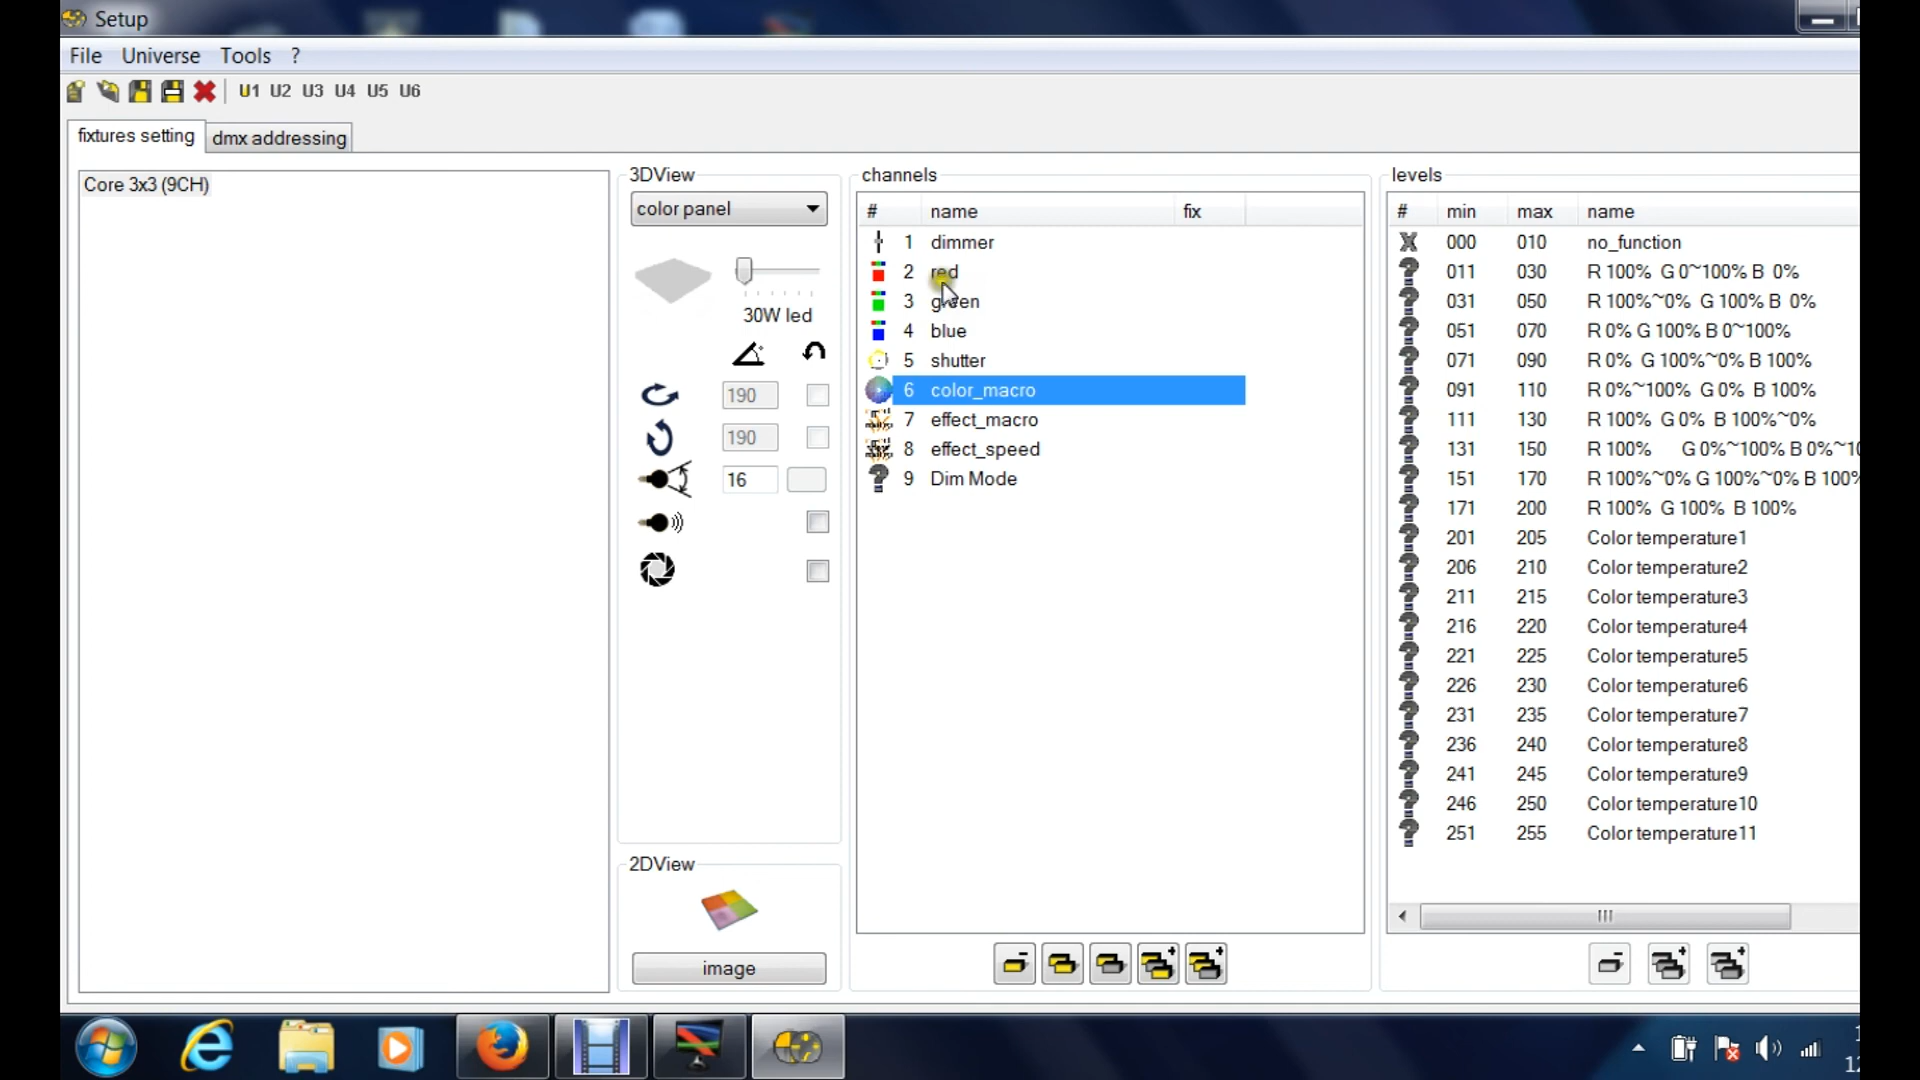 Setup
File Universe Tools ?
U1 U2 U3 U4 U5 U6
fixtures setting dmx addressing
Core 3x3 (9CH)
3DView
color panel
30W led
190
190
16
2DView
image
channels
# name fix
1 dimmer
2 red
3 green
4 blue
5 shutter
6 color_macro
7 effect_macro
8 effect_speed
9 Dim Mode
levels
# min max name
000 010 no_function
011 030 R 100% G 0~100% B 0%
031 050 R 100%~0% G 100% B 0%
051 070 R 0% G 100% B 0~100%
071 090 R 0% G 100%~0% B 100%
091 110 R 0%~100% G 0% B 100%
111 130 R 100% G 0% B 100%~0%
131 150 R 100% G 0%~100% B 0%~10
151 170 R 100%~0% G 100%~0% B 100%
171 200 R 100% G 100% B 100%
201 205 Color temperature1
206 210 Color temperature2
211 215 Color temperature3
216 220 Color temperature4
221 225 Color temperature5
226 230 Color temperature6
231 235 Color temperature7
236 240 Color temperature8
241 245 Color temperature9
246 250 Color temperature10
251 255 Color temperature11